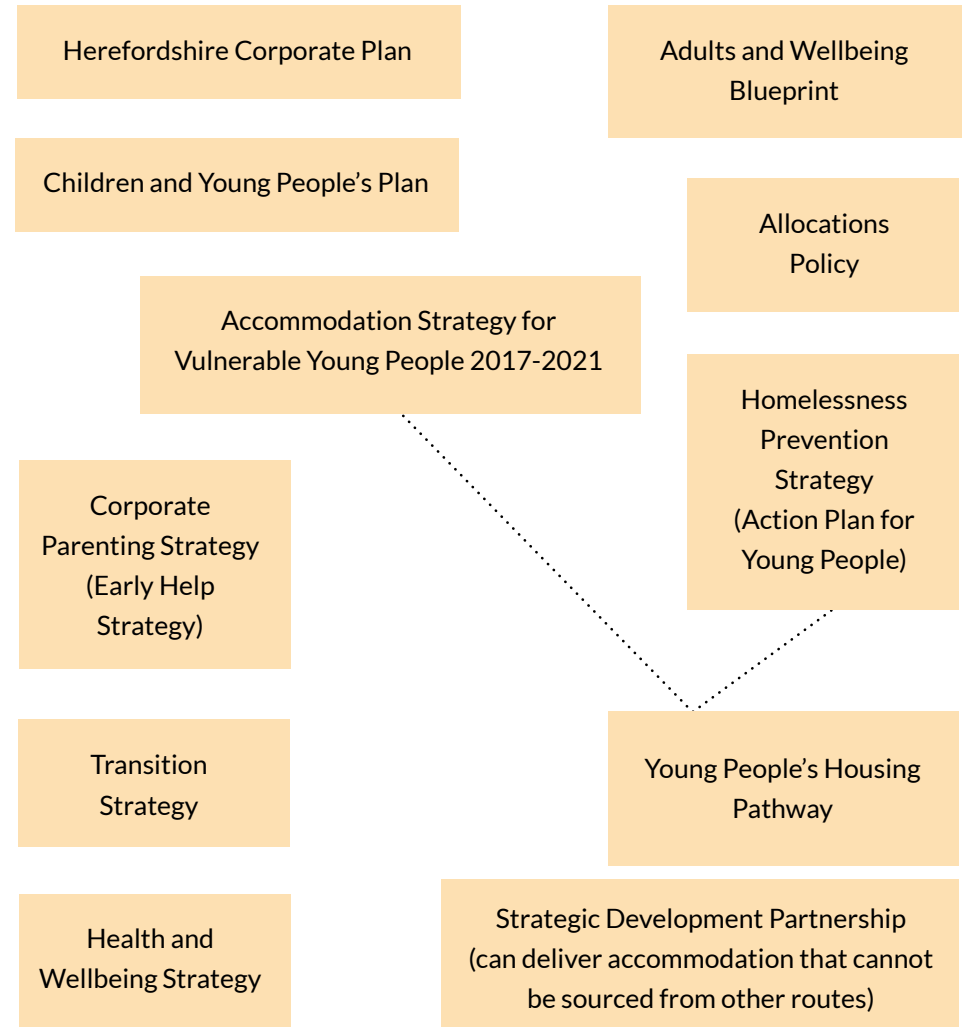 Herefordshire Corporate Plan
Adults and Wellbeing
Blueprint
Children and Young People’s Plan
Allocations
Policy
Accommodation Strategy for
Vulnerable Young People 2017-2021
Homelessness
Prevention
Strategy
(Action Plan for
Young People)
Corporate
Parenting Strategy
(Early Help
Strategy)
Transition
Strategy
Young People’s Housing
Pathway
Health and
Wellbeing Strategy
Strategic Development Partnership
(can deliver accommodation that cannot
be sourced from other routes)